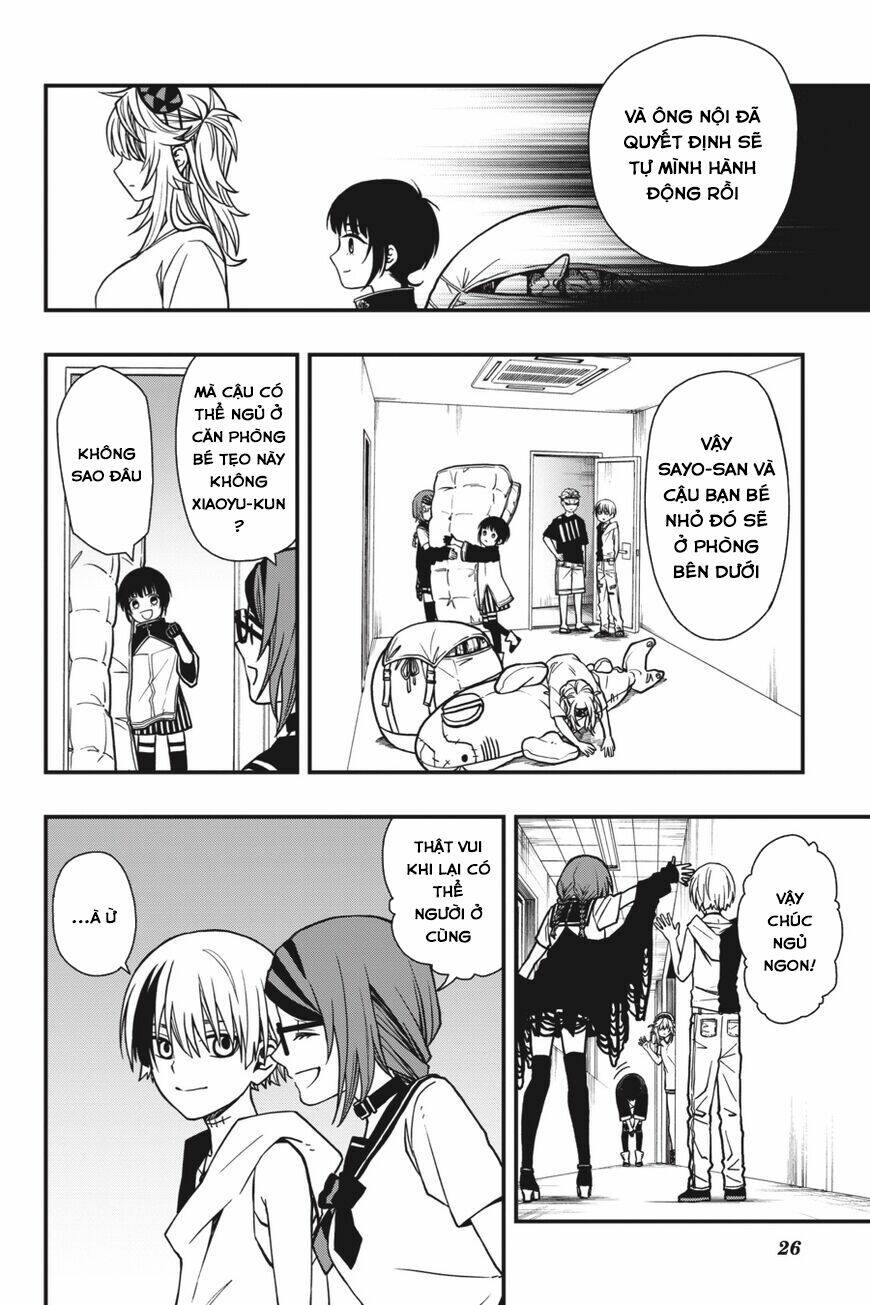 VÀ ÔNG NỘI ĐÃ
QUYẾT ĐỊNH SẼ
TỰ MÌNH HÀNH
ĐỘNG RỒI
VẬY
SAYO-SAN VÀ
CẬU BẠN BÉ
NHỎ ĐÓ SẼ
Ở PHÒNG
BÊN DƯỚI
MÀ CẬU CÓ
THỂ NGỦ Ở
CĂN PHÒNG
BÉ TẸO NÀY
KHÔNG
XIAOYU-KUN
?
KHÔNG
SAO ĐÂU
VẬY
CHÚC
NGỦ
NGON!
THẬT VUI
KHI LẠI CÓ
THỂ
NGƯỜI Ở
CÙNG
...À Ừ
26